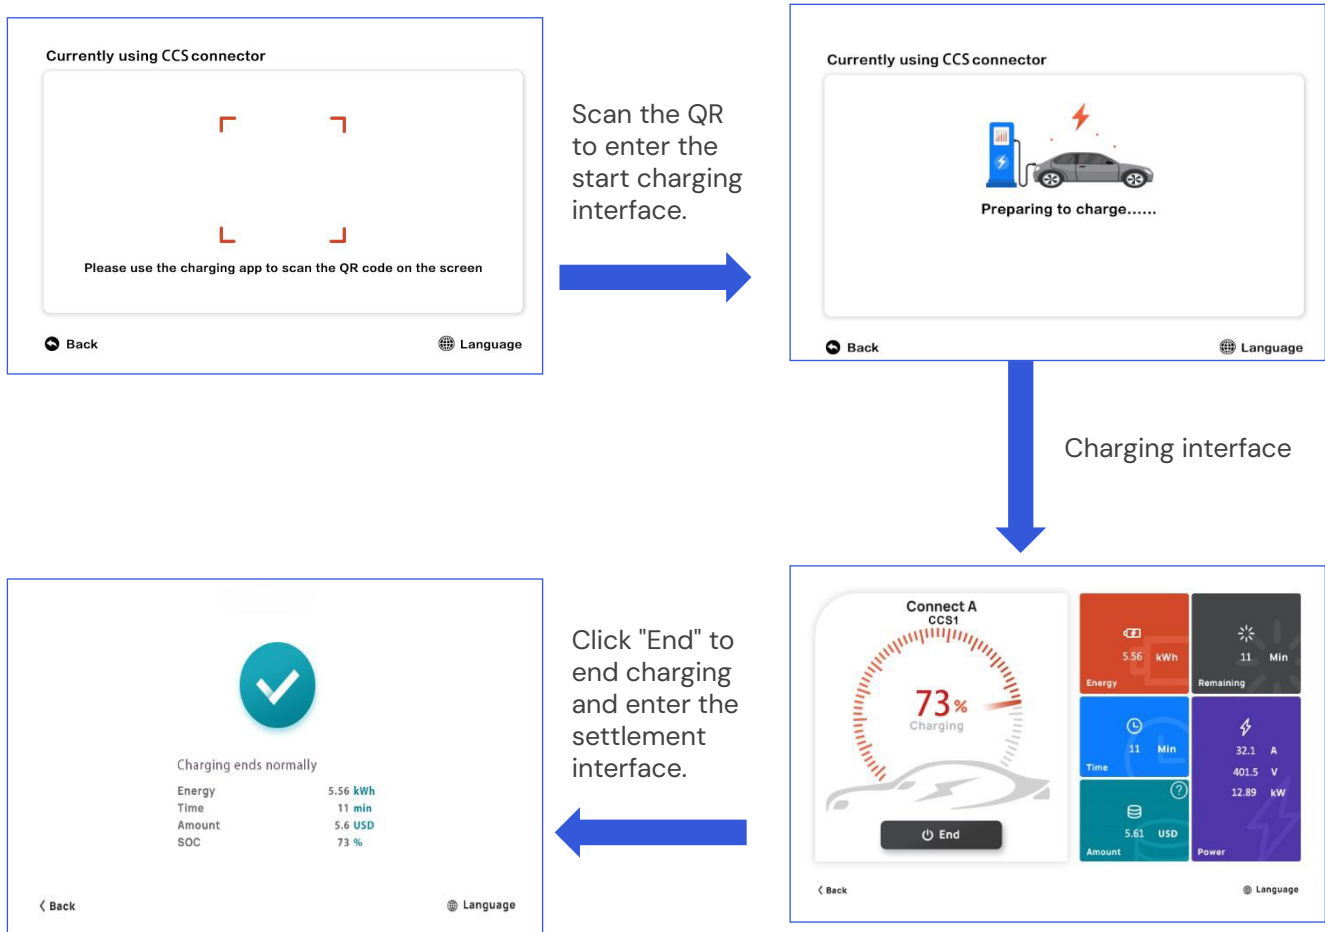 Currently using CCS connector
Please use the charging app to scan the QR code on the screen
Back
Language
Scan the QR
to enter the
start charging
interface.
Currently using CCS connector
Preparing to charge......
Back
Language
Charging interface
Connect A
CCS1
73%
Charging
End
5.56 kWh
Energy
11 Min
Remaining
11 Min
Time
?
5.61 USD
Amount
32.1 A
401.5 V
12.89 kW
Power
Back
Language
Click "End" to
end charging
and enter the
settlement
interface.
Charging ends normally
Energy 5.56 kWh
Time 11 min
Amount 5.6 USD
SOC 73 %
Back
Language